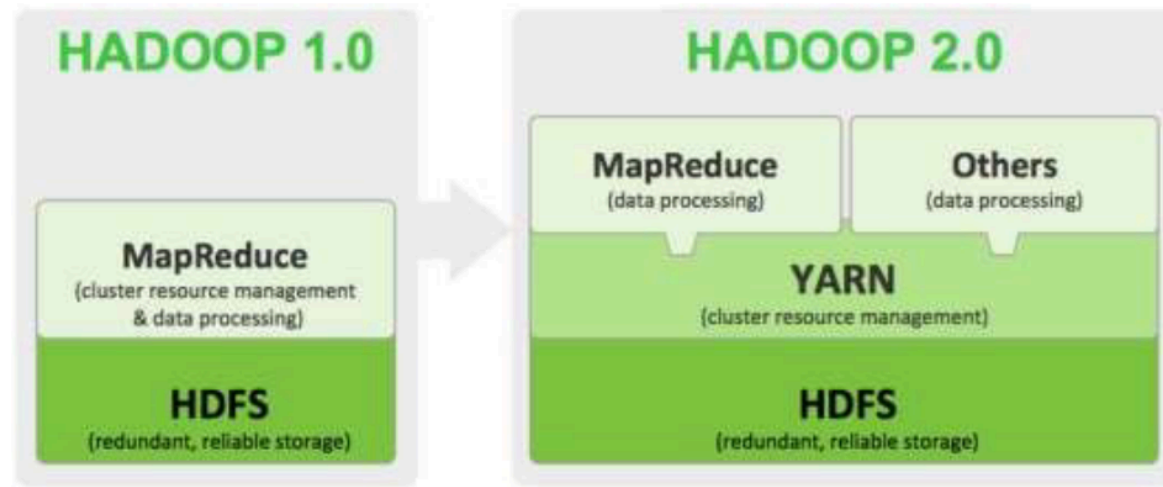 HADOOP 1.0
MapReduce
(cluster resource management
& data processing)
HDFS
(redundant, reliable storage)
HADOOP 2.0
MapReduce
(data processing)
Others
(data processing)
YARN
(cluster resource management)
HDFS
(redundant, reliable storage)